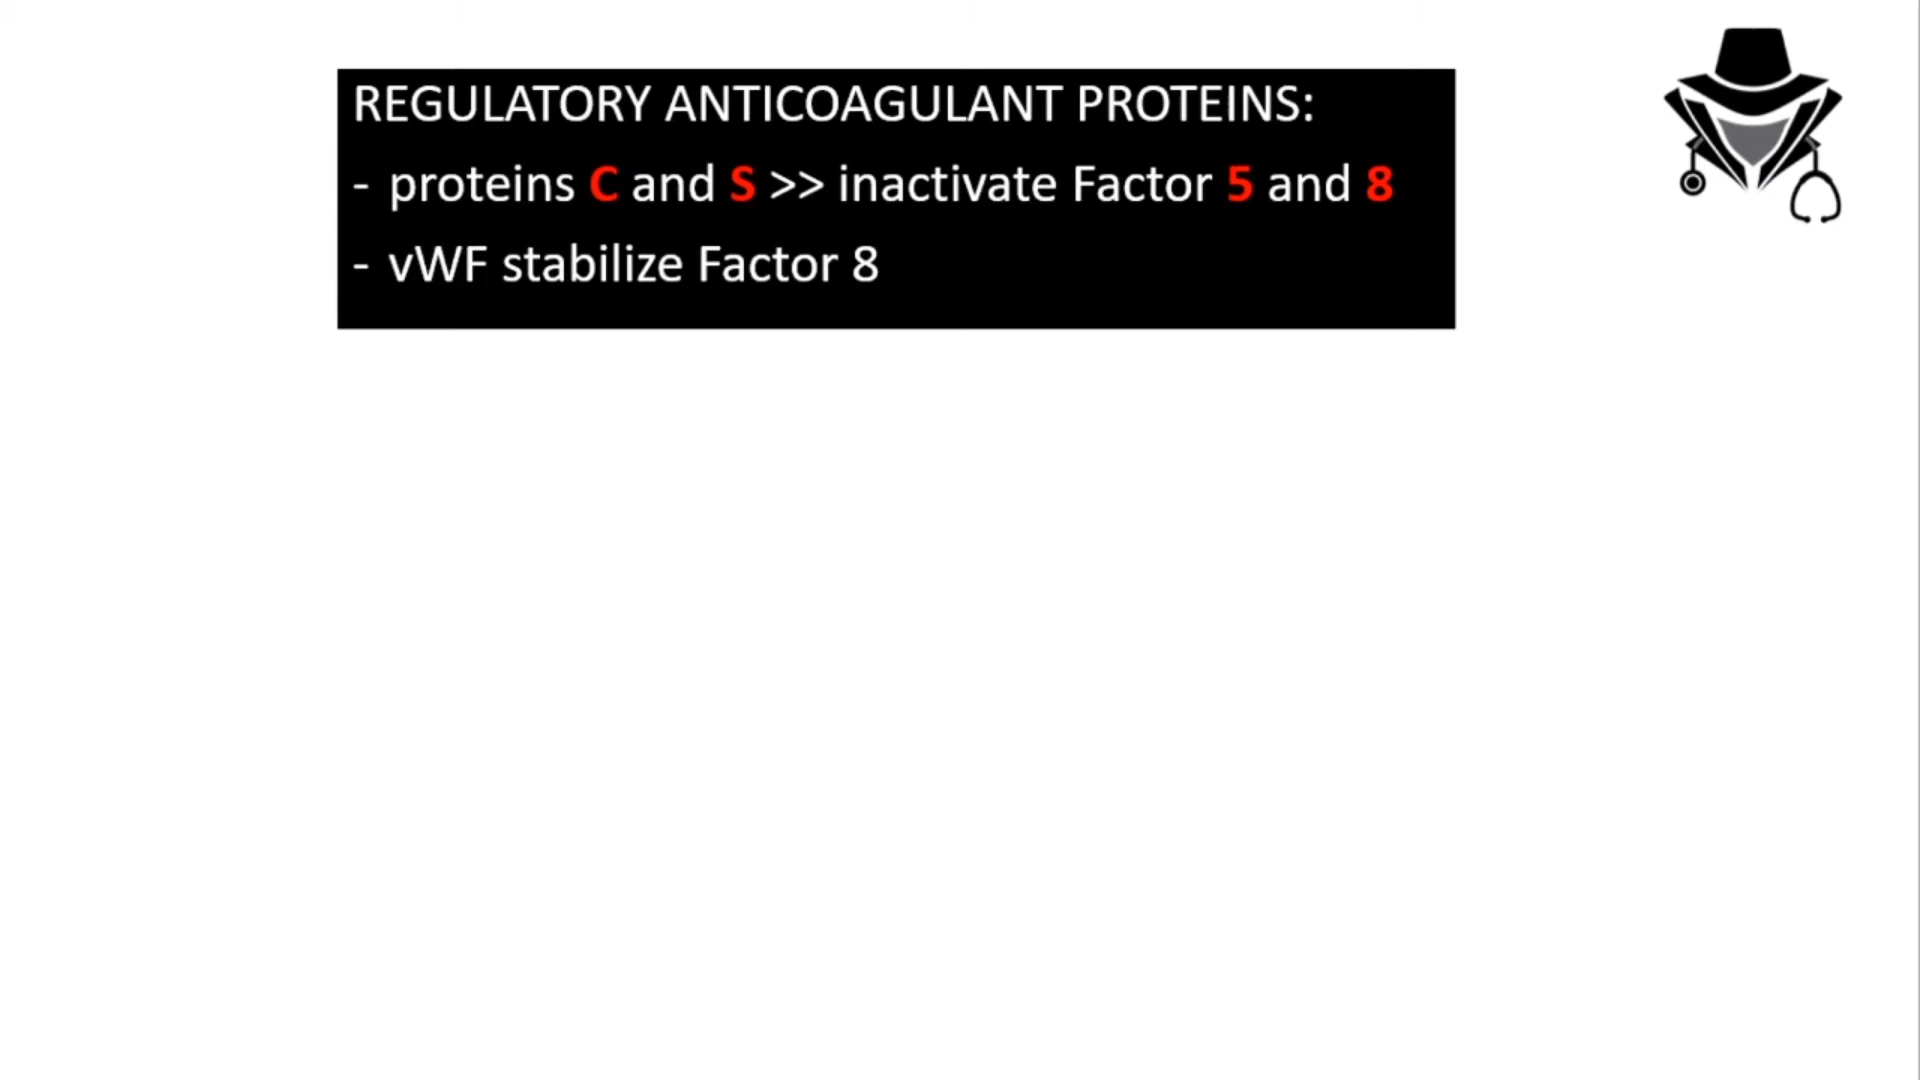 REGULATORY ANTICOAGULANT PROTEINS:
- proteins C and S >> inactivate Factor 5 and 8
- vWF stabilize Factor 8